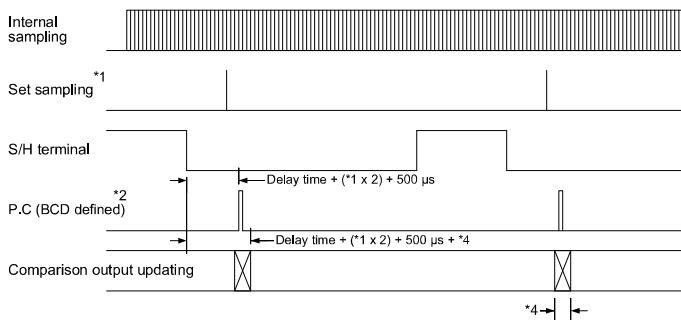 Internal
sampling
Set sampling*1
S/H terminal
Delay time + (*1 x 2) + 500 µs
P.C (BCD defined)*2
Delay time + (*1 x 2) + 500 µs + *4
Comparison output updating
*4